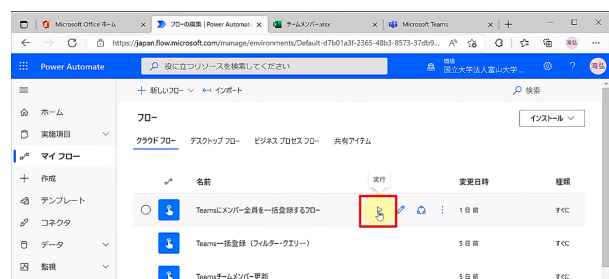 Microsoft Office ホーム
フローの編集 | Power Automate
チームメンバー.xlsx
Microsoft Teams
https://japan.flow.microsoft.com/manage/environments/Default-d7b01a3f-2365-48b3-8573-37db9...
Power Automate
役に立つリソースを検索してください
環境
国立大学法人富山大学...
+ 新しいフロー
インポート
検索
ホーム
実施項目
マイ フロー
作成
テンプレート
コネクタ
データ
監視
フロー
インストール
クラウド フロー
デスクトップ フロー
ビジネス プロセス フロー
共有アイテム
名前
実行
変更日時
種類
Teamsにメンバー全員を一括登録するフロー
1 日 前
すぐに
Teams一括登録（フィルター・クエリー）
5 日 前
すぐに
Teamsチームメンバー更新
5 日 前
すぐに